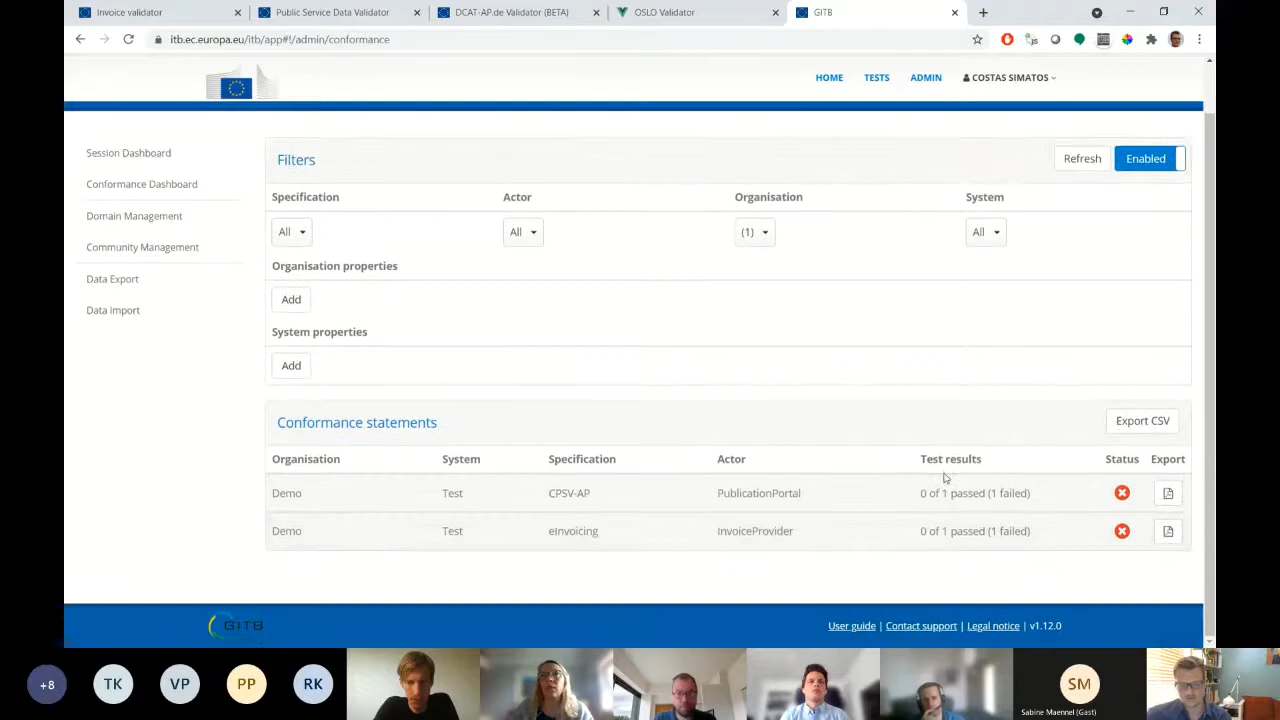 Invoice validator
Public Service Data Validator
DCAT-AP.de Validator (BETA)
OSLO Validator
GITB
itb.ec.europa.eu/itb/app#!/admin/conformance
HOME
TESTS
ADMIN
COSTAS SIMATOS
Session Dashboard
Conformance Dashboard
Domain Management
Community Management
Data Export
Data Import
Filters
Refresh
Enabled
Specification
Actor
Organisation
System
All
All
(1)
All
Organisation properties
Add
System properties
Add
Conformance statements
Export CSV
Organisation System Specification Actor Test results Status Export
Demo Test CPSV-AP PublicationPortal 0 of 1 passed (1 failed)
Demo Test eInvoicing InvoiceProvider 0 of 1 passed (1 failed)
GITB
User guide | Contact support | Legal notice | v1.12.0
+8
TK
VP
PP
RK
SM
Sabine Maennel (Gast)